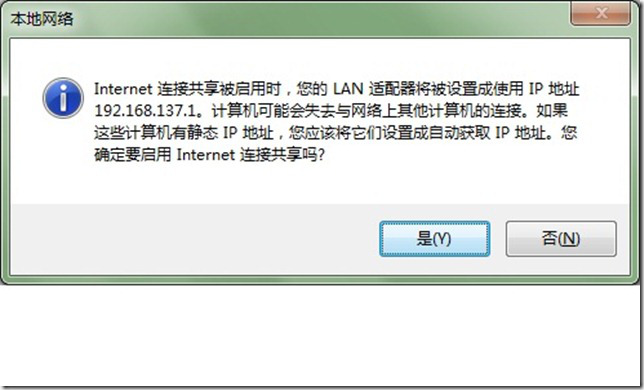 本地网络
Internet 连接共享被启用时，您的 LAN 适配器将被设置成使用 IP 地址
192.168.137.1。计算机可能会失去与网络上其他计算机的连接。如果
这些计算机有静态 IP 地址，您应该将它们设置成自动获取 IP 地址。您
确定要启用 Internet 连接共享吗?
是(Y) 否(N)